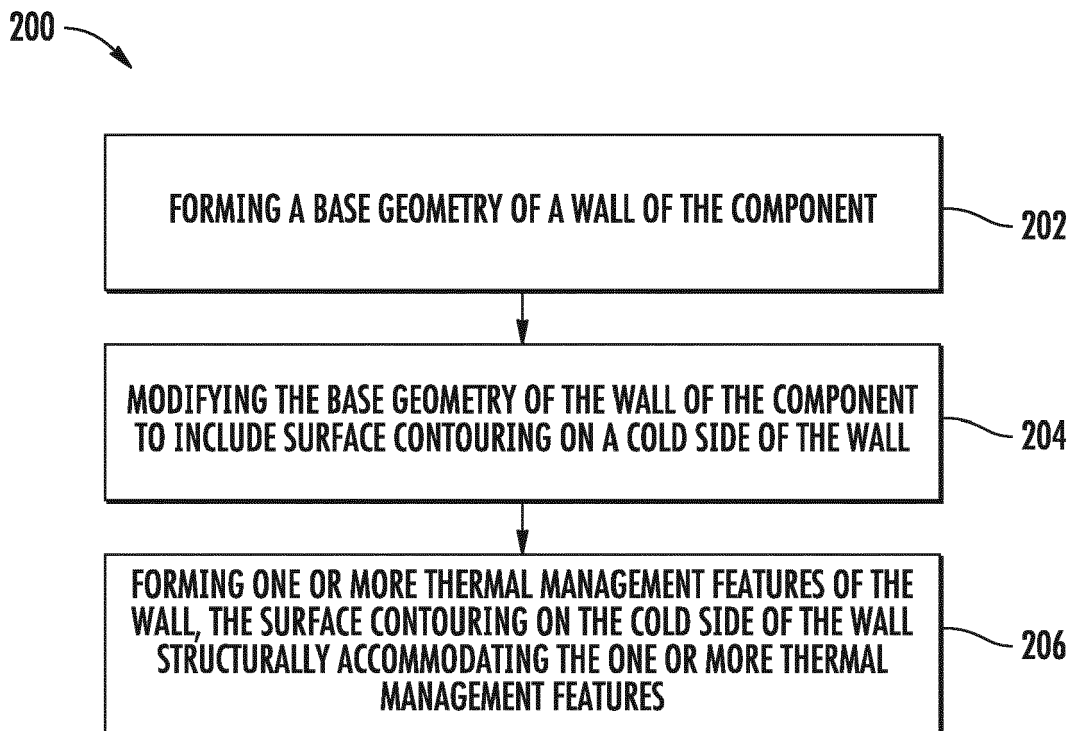 200
FORMING A BASE GEOMETRY OF A WALL OF THE COMPONENT
202
MODIFYING THE BASE GEOMETRY OF THE WALL OF THE COMPONENT
TO INCLUDE SURFACE CONTOURING ON A COLD SIDE OF THE WALL
204
FORMING ONE OR MORE THERMAL MANAGEMENT FEATURES OF THE
WALL, THE SURFACE CONTOURING ON THE COLD SIDE OF THE WALL
STRUCTURALLY ACCOMMODATING THE ONE OR MORE THERMAL
MANAGEMENT FEATURES
206